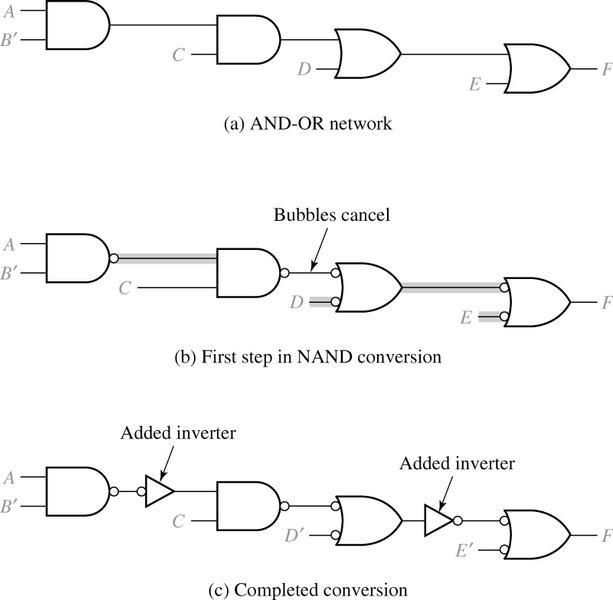 A
B′
C
D
E
F
(a) AND-OR network
Bubbles cancel
A
B′
C
D
E
F
(b) First step in NAND conversion
Added inverter
Added inverter
A
B′
C
D′
E′
F
(c) Completed conversion